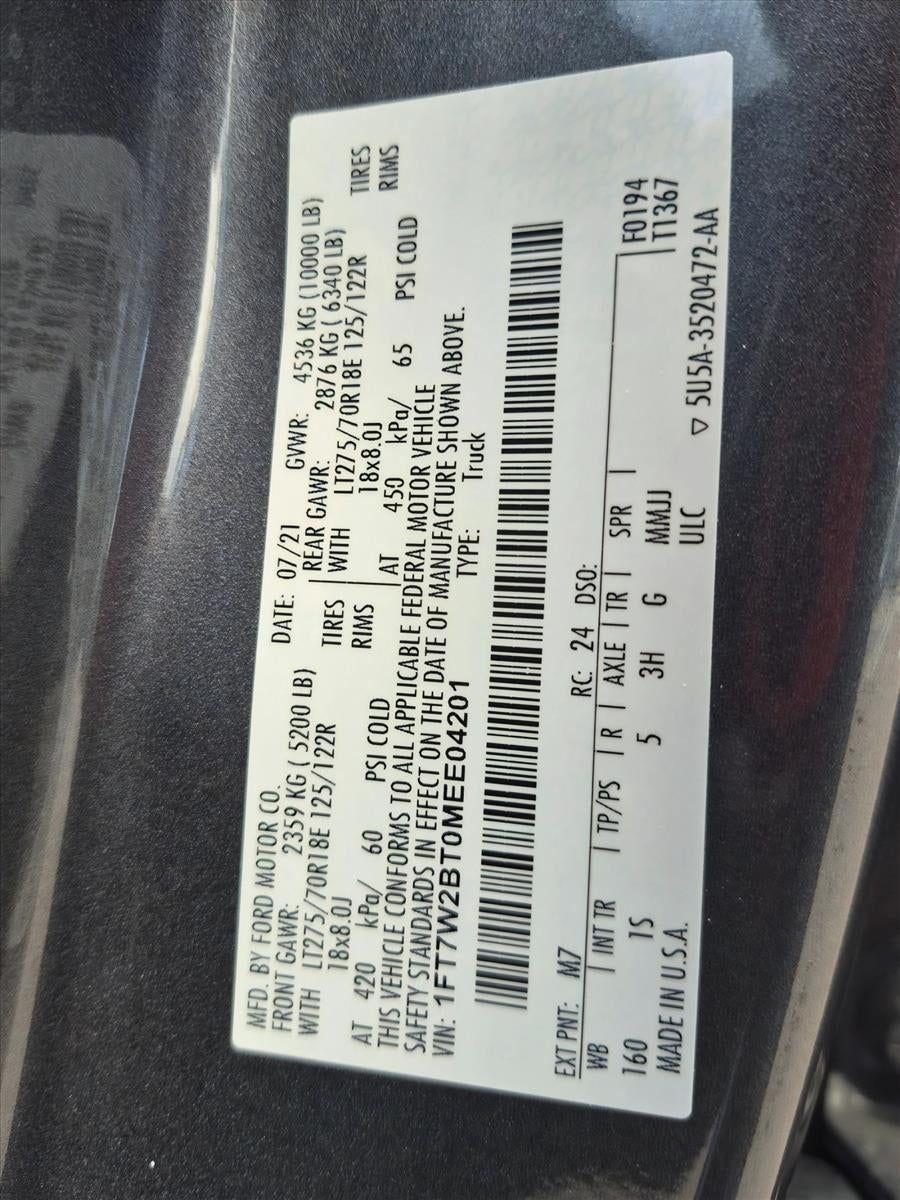 MFD. BY FORD MOTOR CO. DATE: 07/21 GVWR: 4536 KG (10000 LB)
FRONT GAWR: 2359 KG ( 5200 LB) REAR GAWR: 2876 KG ( 6340 LB)
WITH LT275/70R18E 125/122R TIRES WITH LT275/70R18E 125/122R TIRES
18x8.0J RIMS 18x8.0J RIMS
AT 420 kPa/ 60 PSI COLD AT 450 kPa/ 65 PSI COLD
THIS VEHICLE CONFORMS TO ALL APPLICABLE FEDERAL MOTOR VEHICLE
SAFETY STANDARDS IN EFFECT ON THE DATE OF MANUFACTURE SHOWN ABOVE.
VIN: 1FT7W2BT0MEE04201 TYPE: Truck
EXT PNT: M7 RC: 24 DSO:
WB INT TR TP/PS R AXLE TR SPR F0194
160 1S 5 3H G MMJJ T1367
MADE IN U.S.A. ULC
▽ 5U5A-3520472-AA